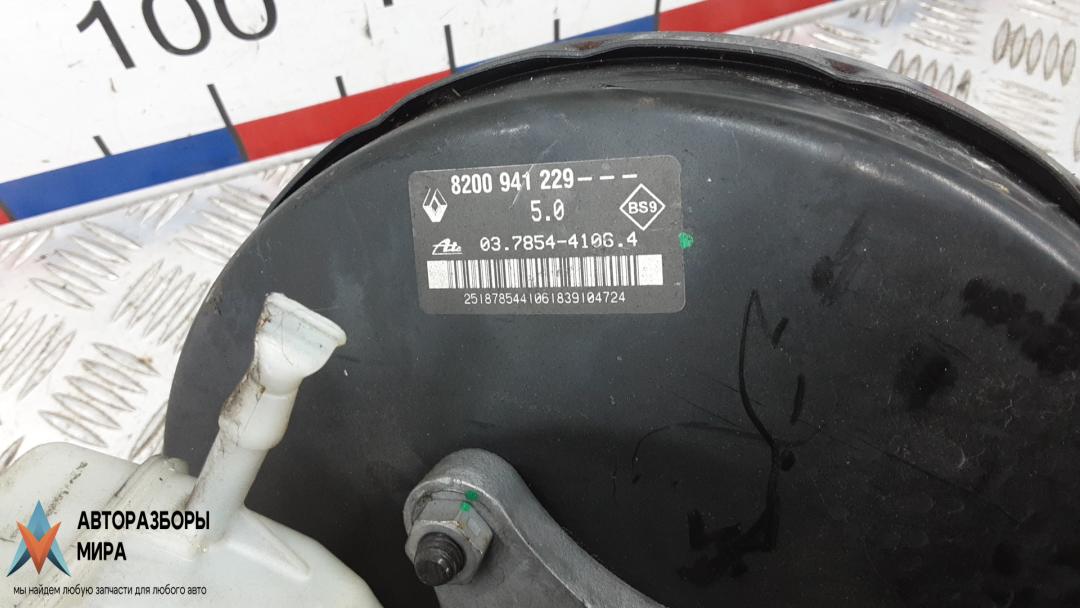 100
8200 941 229---
5.0
BS9
Ate 03.7854-4106.4
2518785441061839104724
АВТОРАЗБОРЫ
МИРА
мы найдем любую запчасти для любого авто